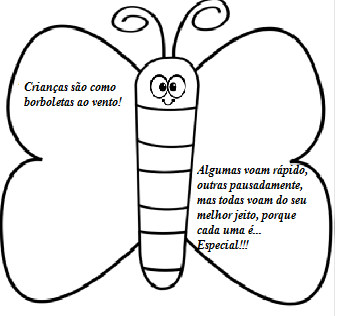 Crianças são como
borboletas ao vento!
Algumas voam rápido,
outras pausadamente,
mas todas voam do seu
melhor jeito, porque
cada uma é...
Especial!!!